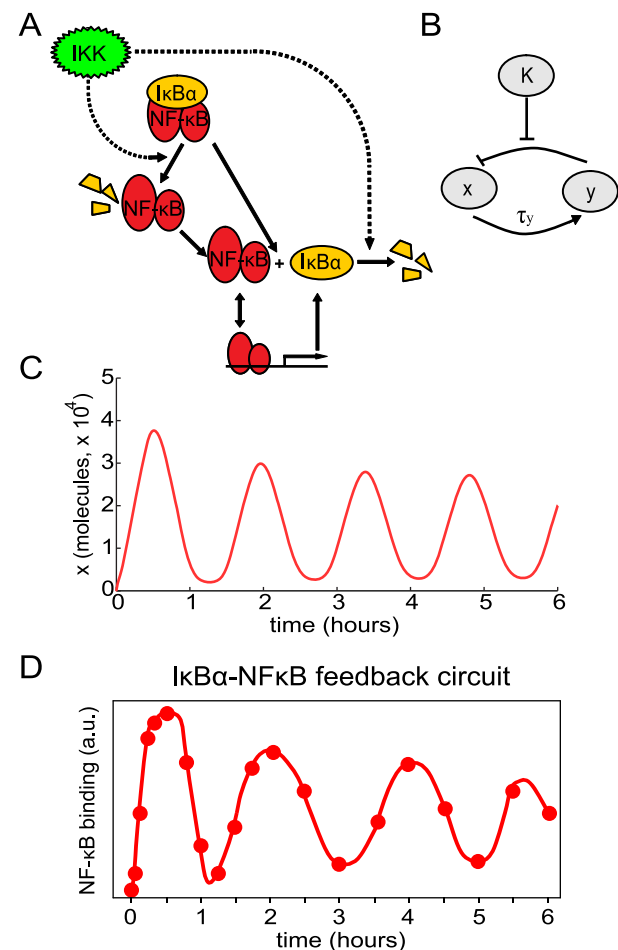 A
IKK
IκBα
NF-κB
NF-κB
NF-κB
+
IκBα
B
K
x
y
τy
C
x (molecules, x 10⁴)
5
4
3
2
1
0
0 1 2 3 4 5 6
time (hours)
D
IκBα-NFκB feedback circuit
NF-κB binding (a.u.)
0 1 2 3 4 5 6
time (hours)